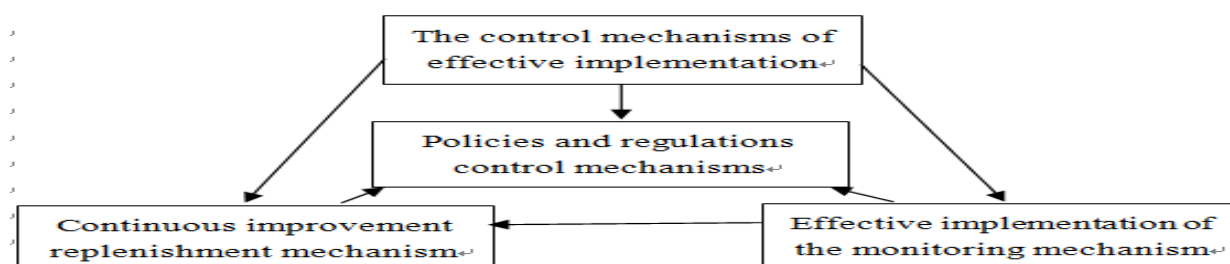 The control mechanisms of
effective implementation
Policies and regulations
control mechanisms
Continuous improvement
replenishment mechanism
Effective implementation of
the monitoring mechanism